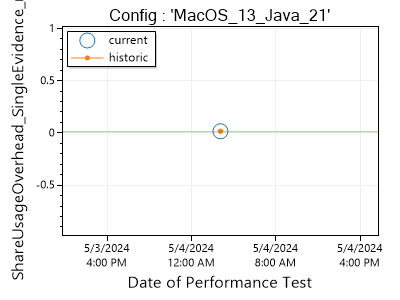 Config : 'MacOS_13_Java_21'
ShareUsageOverhead_SingleEvidence_
current
historic
1
0.5
0
-0.5
5/3/2024 5/4/2024 5/4/2024 5/4/2024
4:00 PM 12:00 AM 8:00 AM 4:00 PM
Date of Performance Test